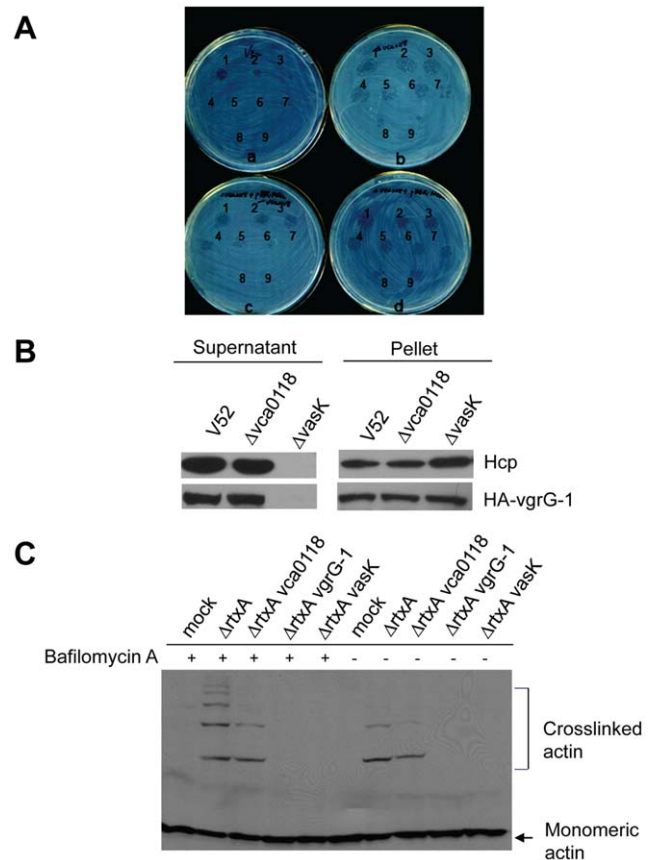 A
1 2 3
4 5 6 7
8 9
a
1 2 3
4 5 6 7
8 9
b
1 2 3
4 5 6 7
8 9
c
1 2 3
4 5 6 7
8 9
d
B
Supernatant Pellet
V52 Δvca0118 ΔvasK V52 Δvca0118 ΔvasK
Hcp
HA-vgrG-1
C
mock ΔrtxA ΔrtxA vca0118 ΔrtxA vgrG-1 ΔrtxA vasK mock ΔrtxA ΔrtxA vca0118 ΔrtxA vgrG-1 ΔrtxA vasK
Bafilomycin A + + + + + - - - - -
Crosslinked
actin
Monomeric
actin